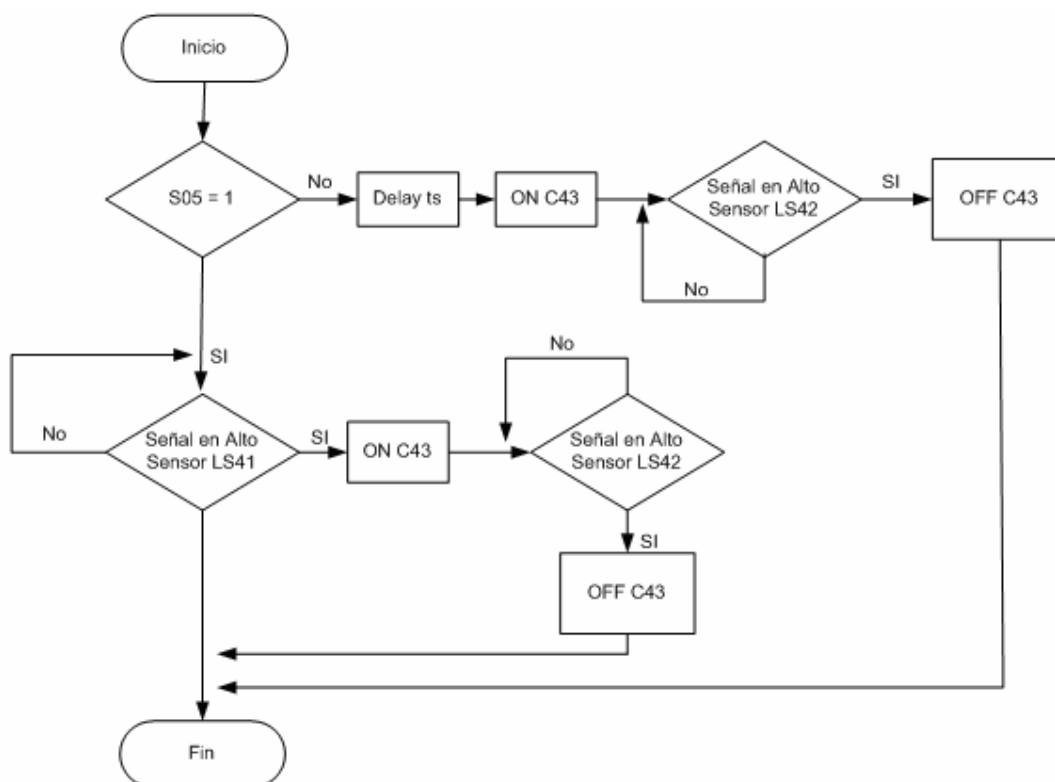 Inicio
S05 = 1
No
Delay ts
ON C43
Señal en Alto
Sensor LS42
SI
OFF C43
No
SI
No
No
Señal en Alto
Sensor LS41
SI
ON C43
Señal en Alto
Sensor LS42
SI
OFF C43
Fin